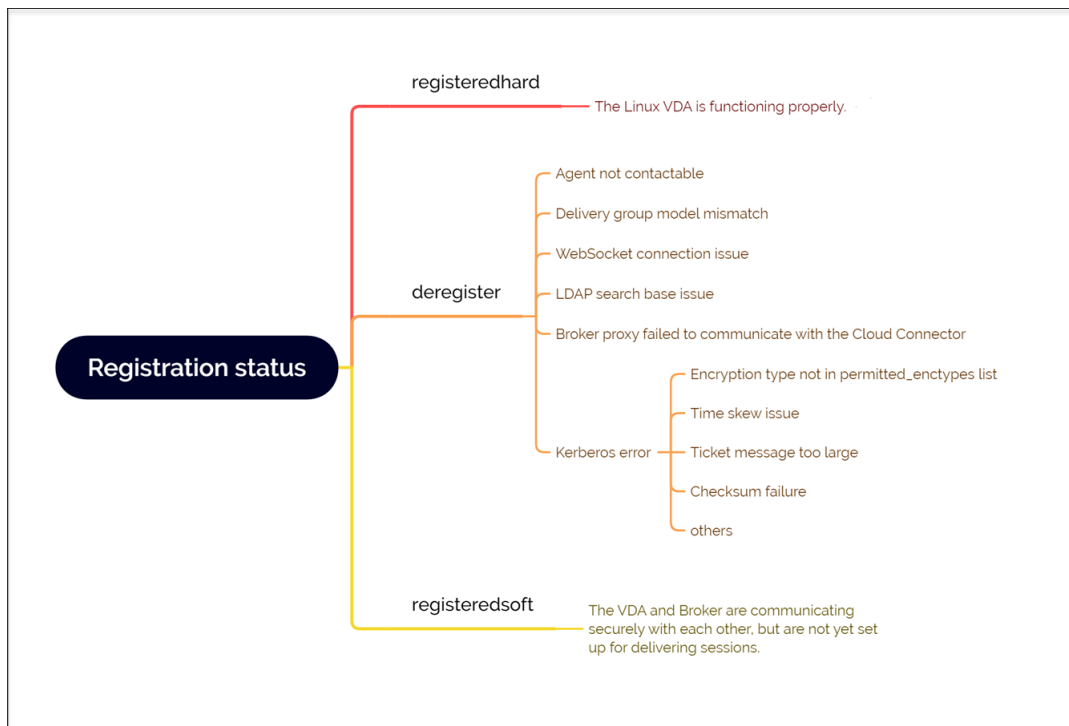 registeredhard
The Linux VDA is functioning properly.
Agent not contactable
Delivery group model mismatch
WebSocket connection issue
deregister
LDAP search base issue
Broker proxy failed to communicate with the Cloud Connector
Registration status
Encryption type not in permitted_enctypes list
Time skew issue
Kerberos error
Ticket message too large
Checksum failure
others
registeredsoft
The VDA and Broker are communicating
securely with each other, but are not yet set
up for delivering sessions.